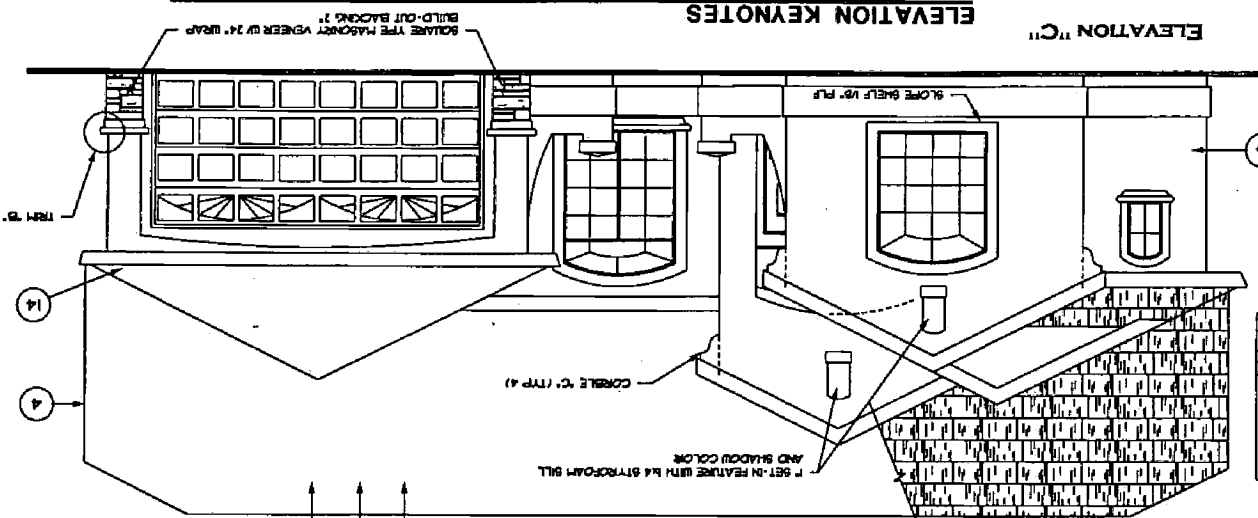 1" SET-IN FEATURE WITH 1x4 STYROFOAM SILL
AND SHADOW COLOR
4
CORBLE "C" (TYP 4)
14
TRIM "B"
SLOPE SHELF 1/8" PLF
SQUARE TYPE MASONRY VENEER W/ 24" WRAP
BUILD-OUT BACKING 2"
ELEVATION "C"
ELEVATION KEYNOTES